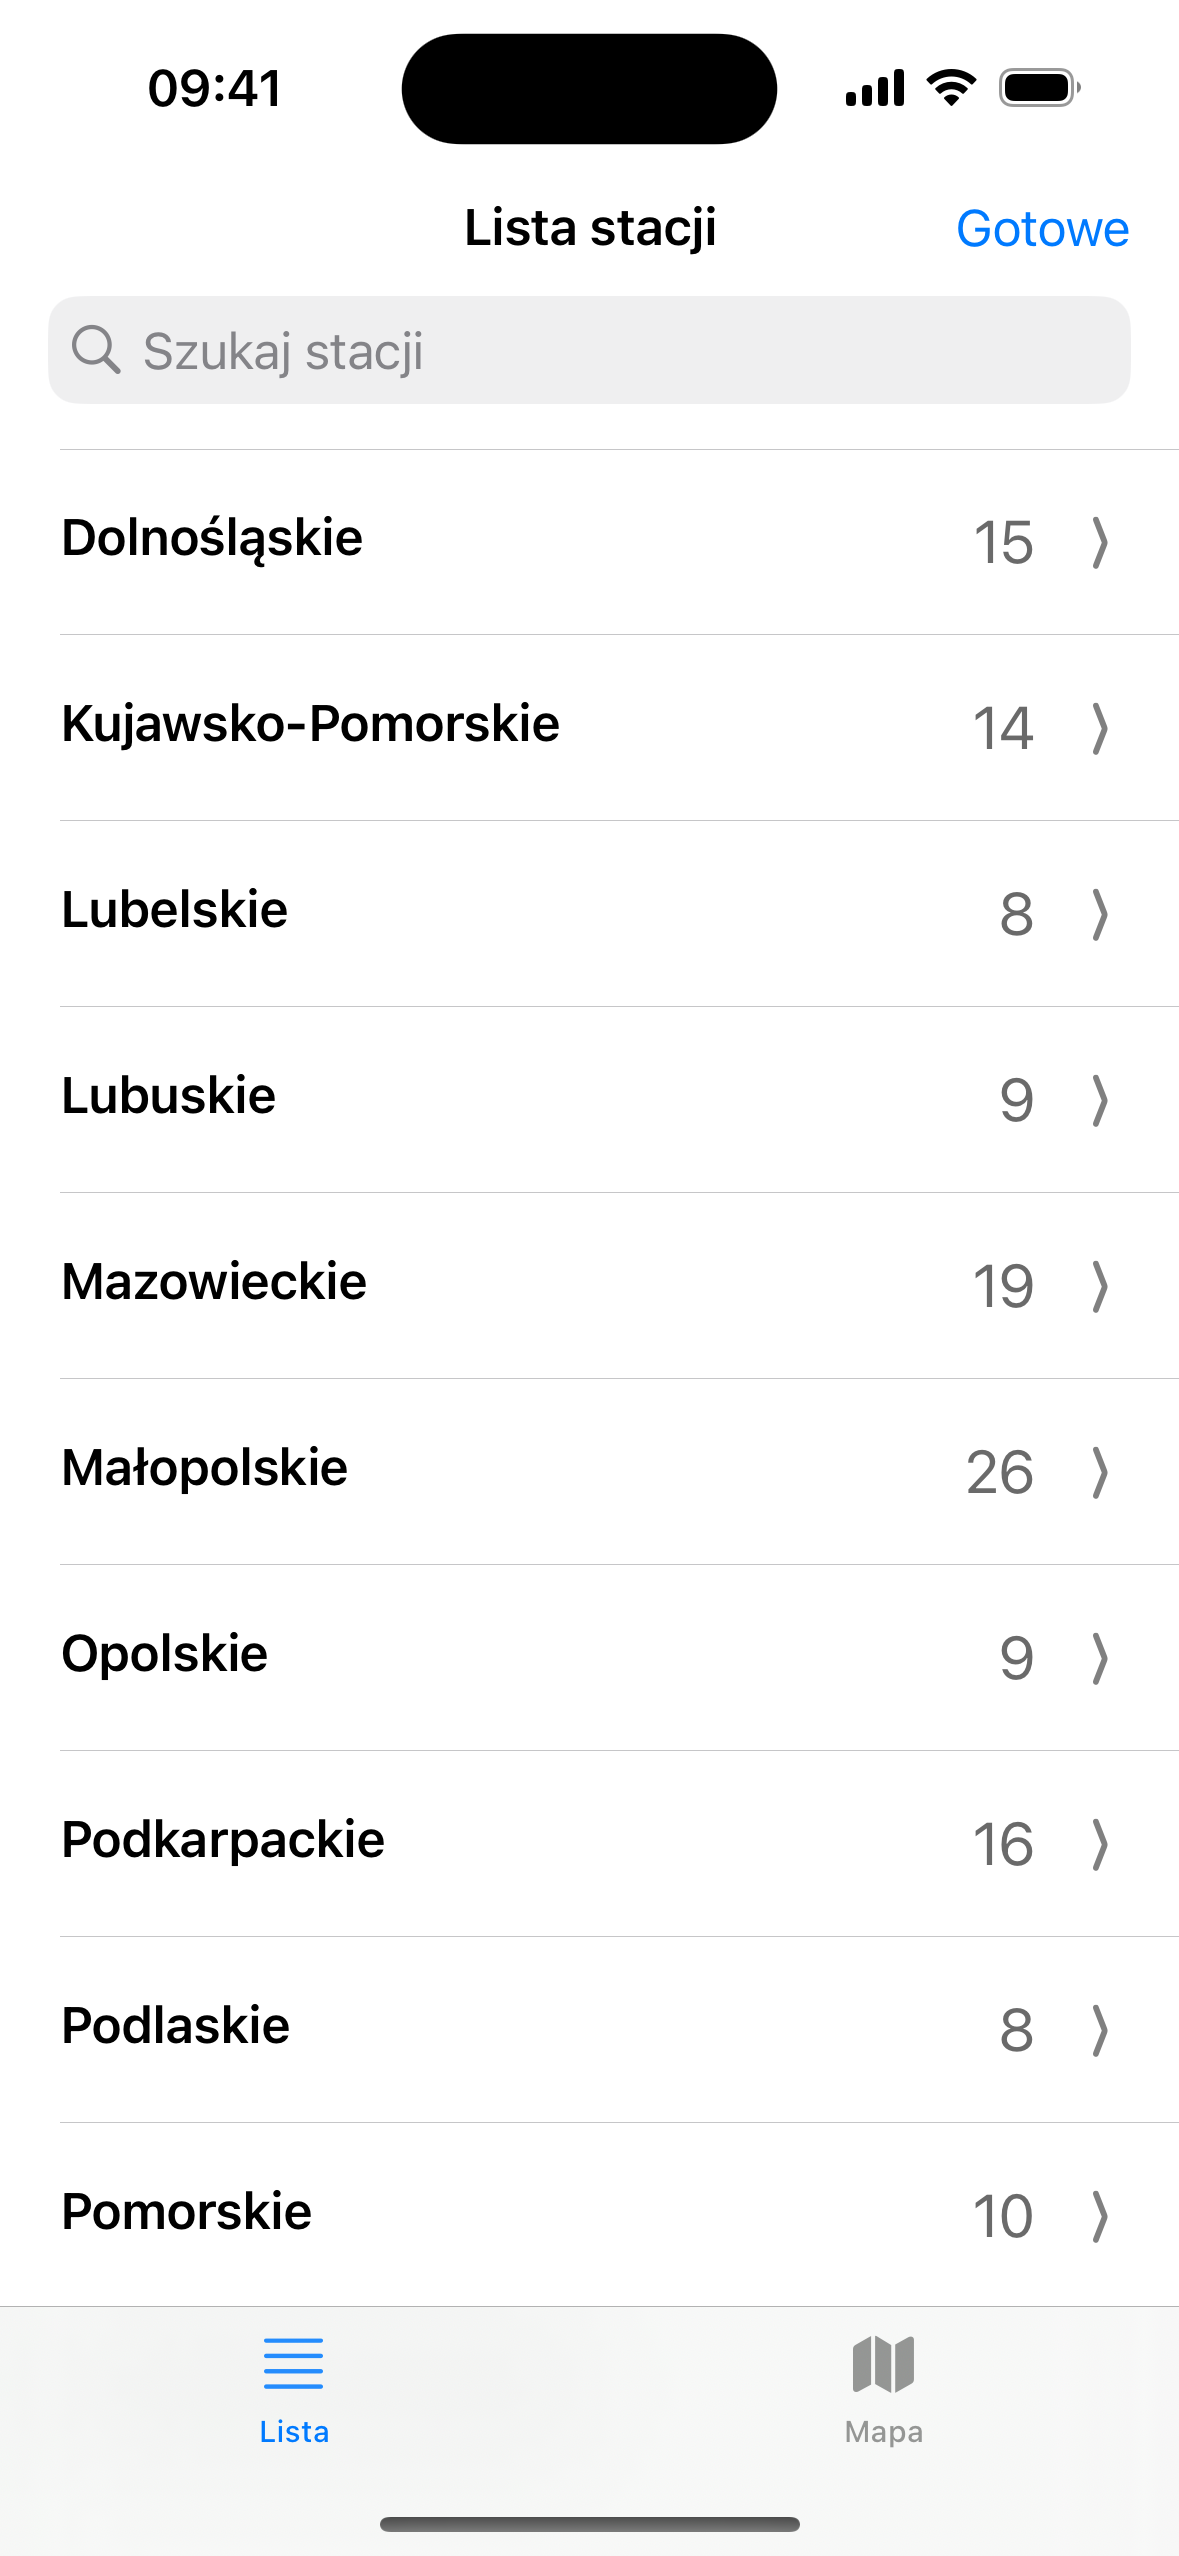 09:41
Lista stacji
Gotowe
Szukaj stacji
Dolnośląskie 15
Kujawsko-Pomorskie 14
Lubelskie 8
Lubuskie 9
Mazowieckie 19
Małopolskie 26
Opolskie 9
Podkarpackie 16
Podlaskie 8
Pomorskie 10
Lista
Mapa